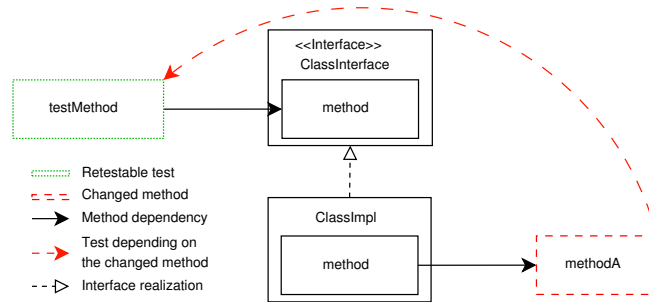 <<Interface>>
ClassInterface
testMethod
method
Retestable test
Changed method
Method dependency
Test depending on
the changed method
Interface realization
ClassImpl
method
methodA